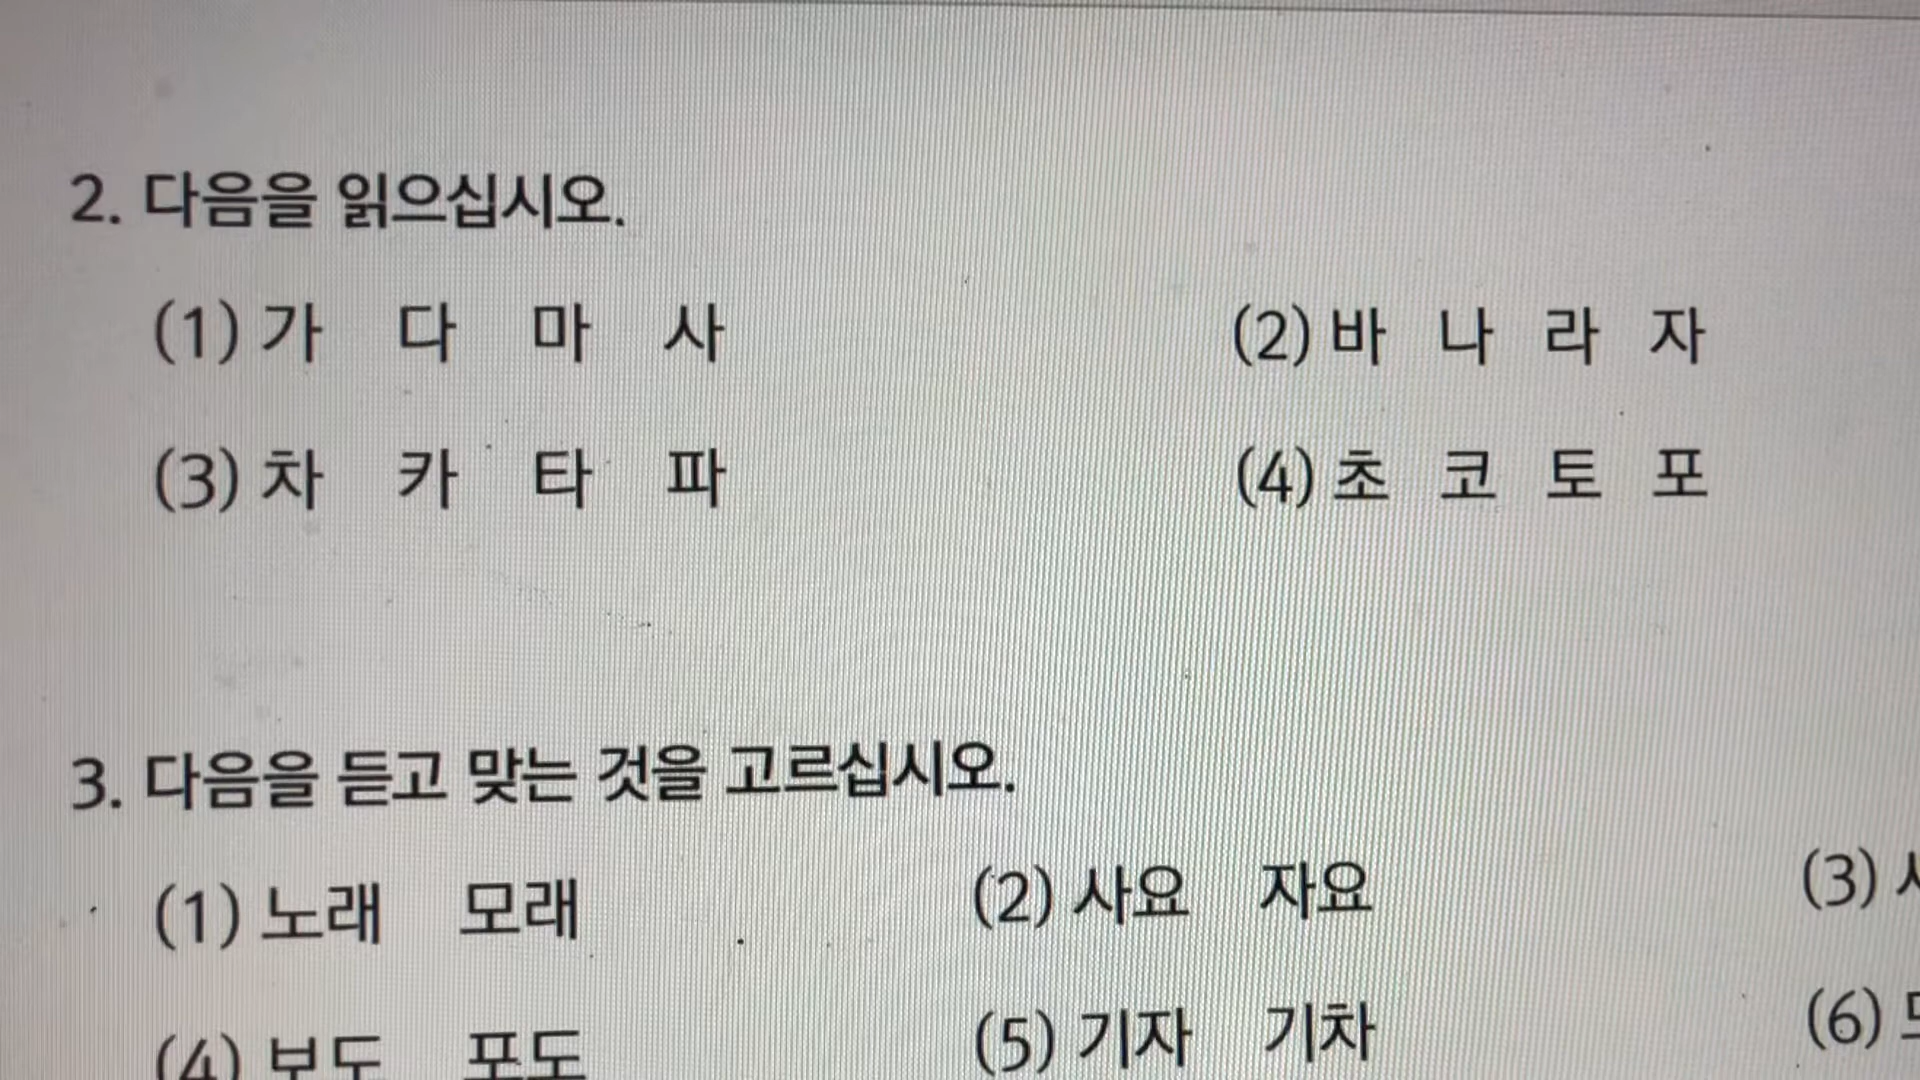 2. 다음을 읽으십시오.
(1) 가 다 마 사 (2) 바 나 라 자
(3) 차 카 타 파 (4) 초 코 토 포
3. 다음을 듣고 맞는 것을 고르십시오.
(1) 노래 모래 (2) 사요 자요 (3)
(4) 보도 포도 (5) 기자 기차 (6)